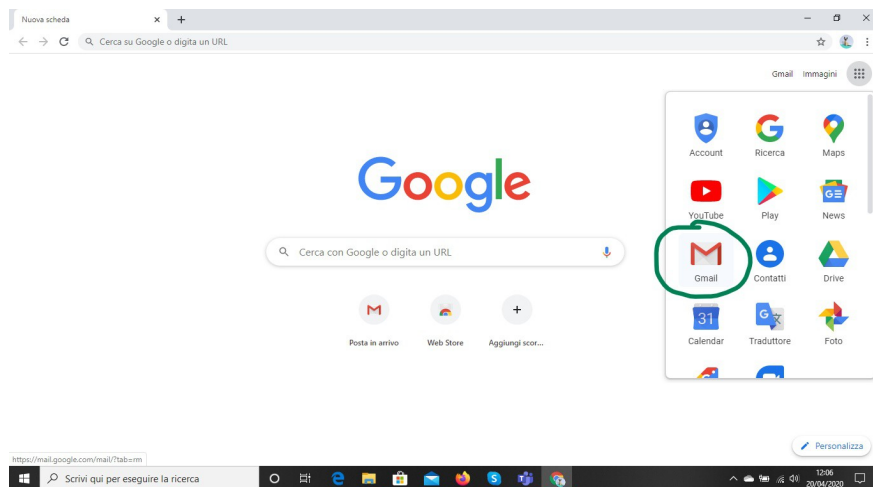 Nuova scheda
Cerca su Google o digita un URL
Gmail Immagini
Account Ricerca Maps
YouTube Play News
Gmail Contatti Drive
31
Calendar Traduttore Foto
Google
Cerca con Google o digita un URL
Posta in arrivo Web Store Aggiungi scor...
Personalizza
https://mail.google.com/mail/?tab=rm
Scrivi qui per eseguire la ricerca
12:06
20/04/2020